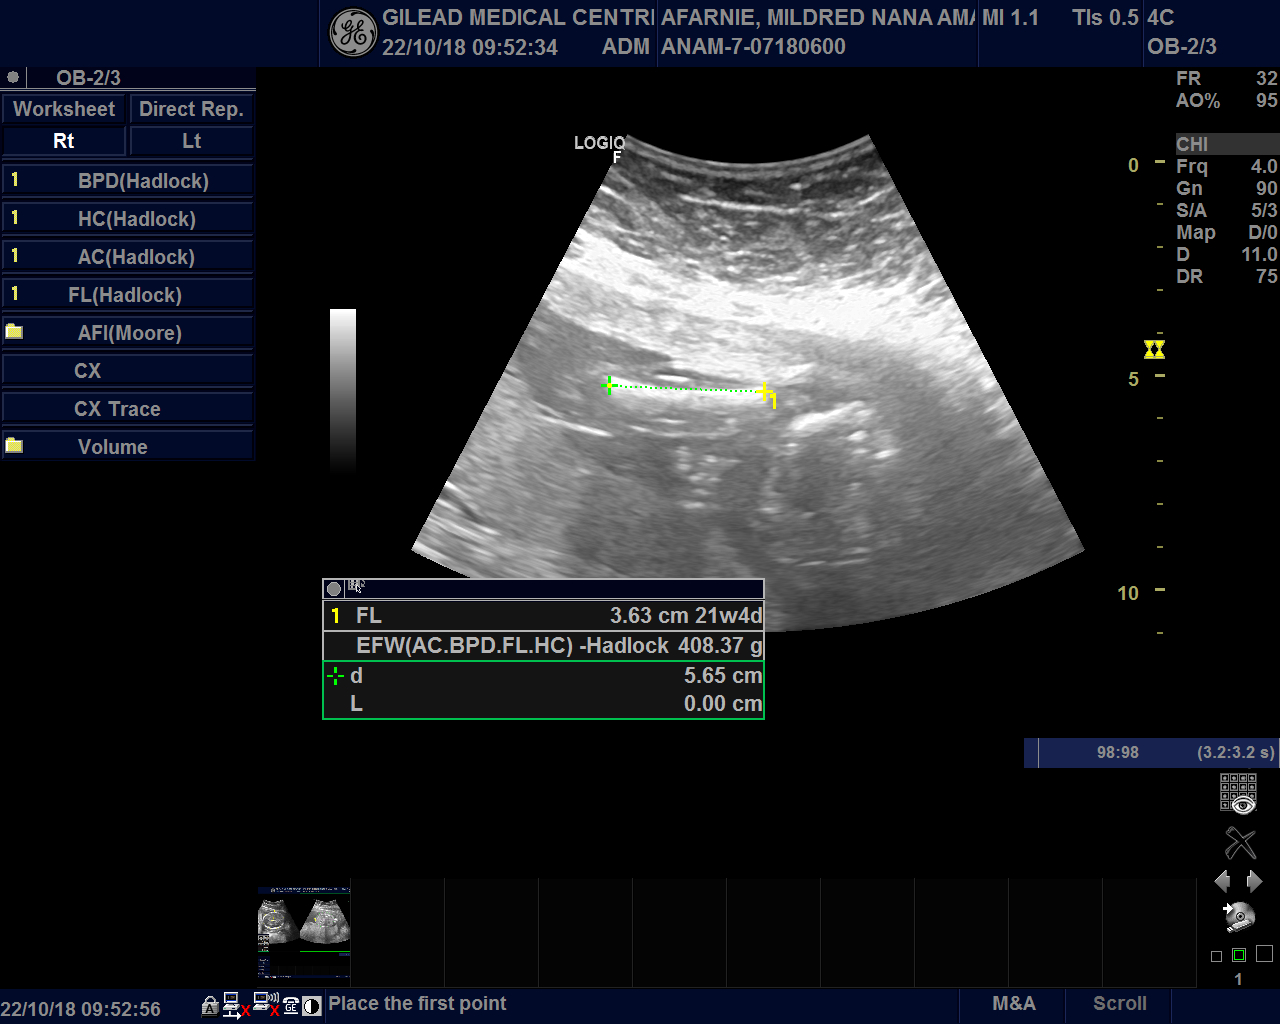 GILEAD MEDICAL CENTR
AFARNIE, MILDRED NANA AMA
MI 1.1
TIs 0.5
4C
22/10/18 09:52:34
ADM
ANAM-7-07180600
OB-2/3
OB-2/3
Worksheet
Direct Rep.
Rt
Lt
1 BPD(Hadlock)
1 HC(Hadlock)
1 AC(Hadlock)
1 FL(Hadlock)
AFI(Moore)
CX
CX Trace
Volume
LOGIQ
F
FR 32
AO% 95
CHI
Frq 4.0
Gn 90
S/A 5/3
Map D/0
D 11.0
DR 75
0
5
10
1
1 FL 3.63 cm 21w4d
EFW(AC.BPD.FL.HC) -Hadlock 408.37 g
d 5.65 cm
L 0.00 cm
98:98 (3.2:3.2 s)
1
22/10/18 09:52:56
Place the first point
M&A
Scroll